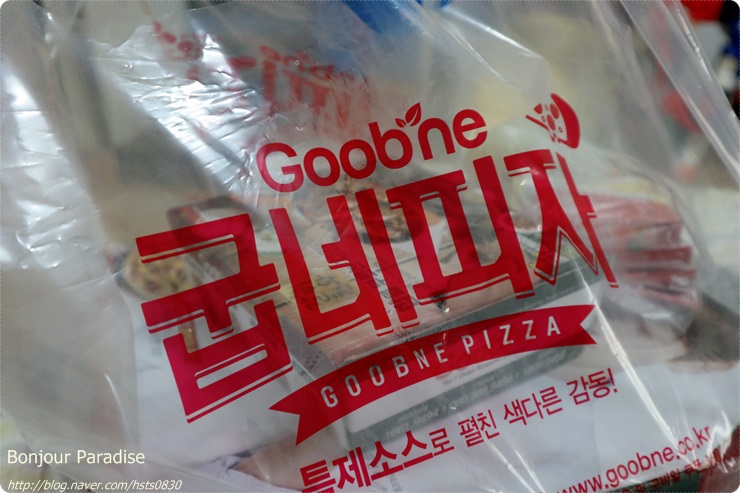 Goobne
굽네피자
GOOBNE PIZZA
특제소스로 펼친 색다른 감동!
www.goobne.co.kr
Bonjour Paradise
http://blog.naver.com/hsts0830